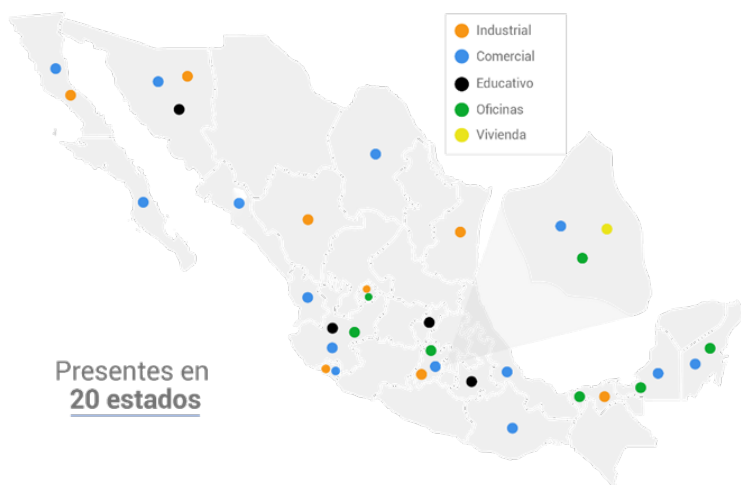 Industrial
Comercial
Educativo
Oficinas
Vivienda
Presentes en
20 estados